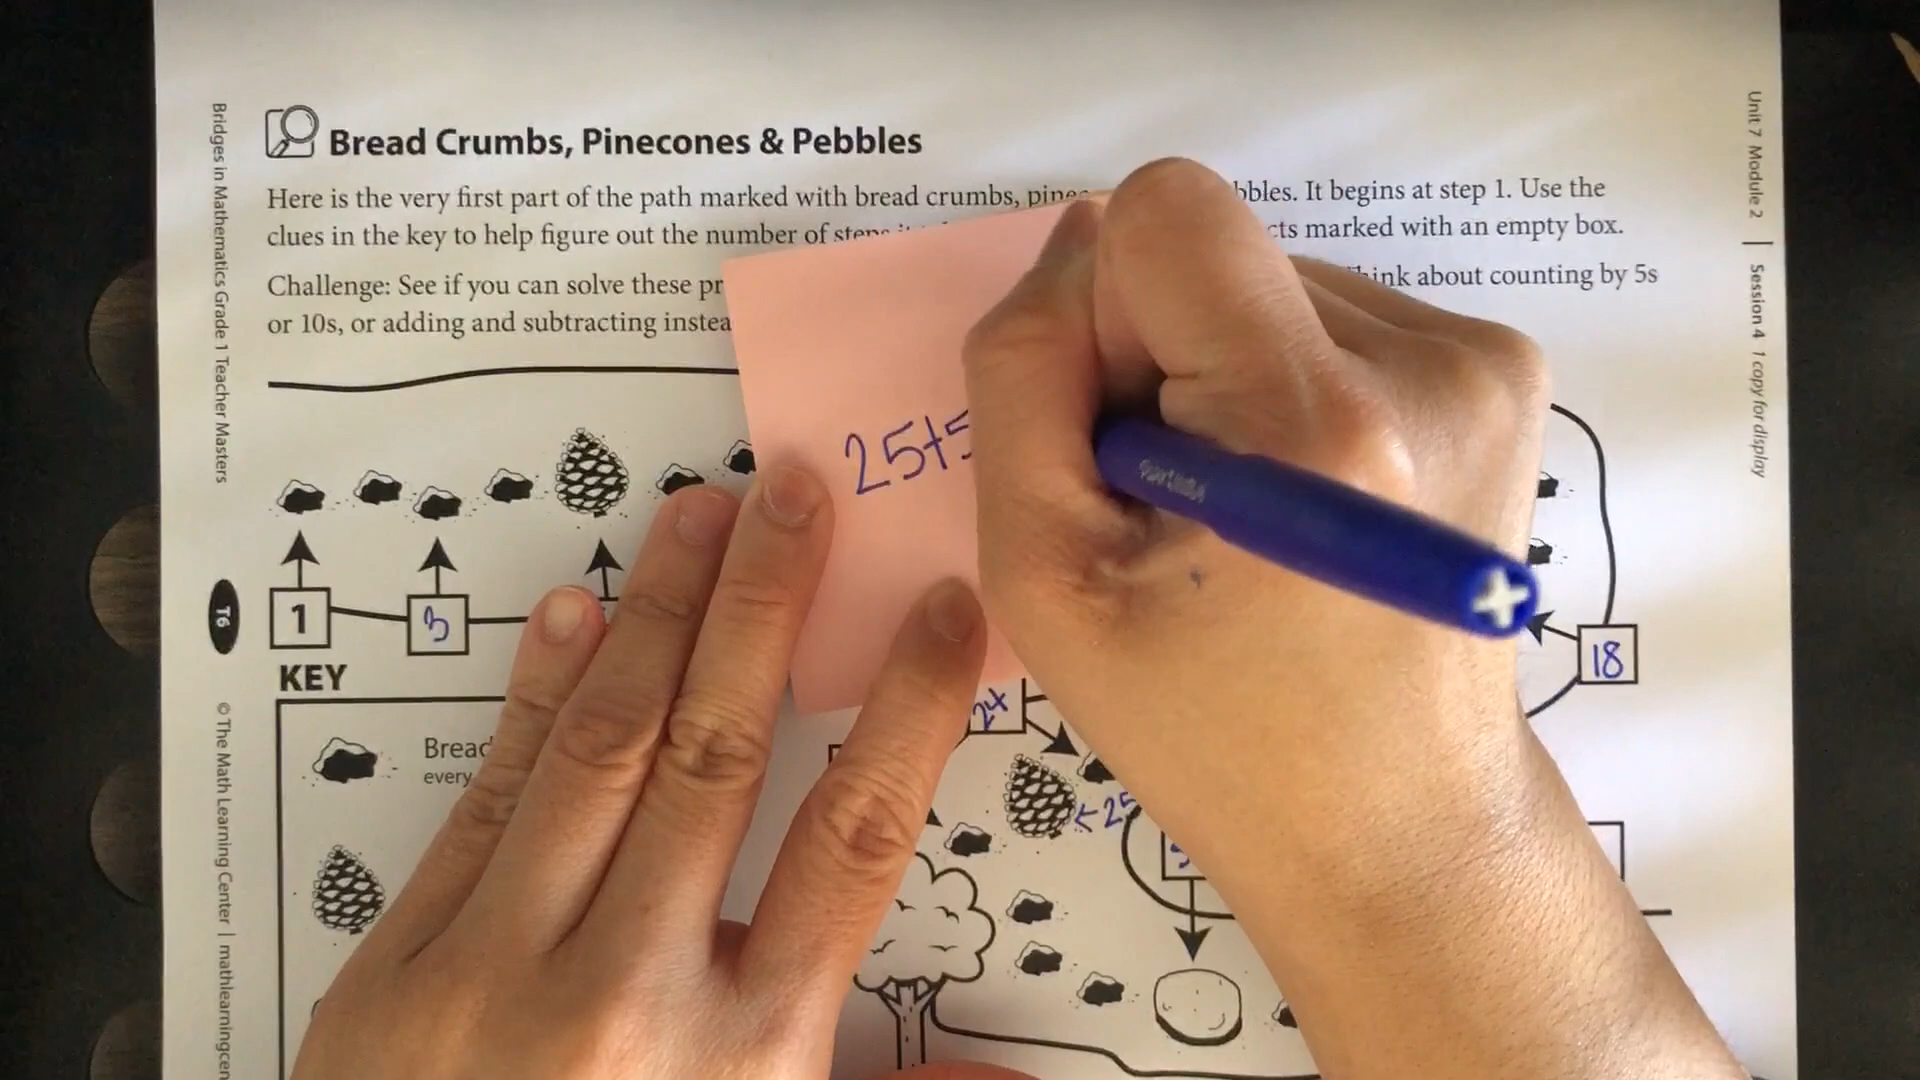 Bread Crumbs, Pinecones & Pebbles
Here is the very first part of the path marked with bread crumbs, bbles. It begins at step 1. Use the
clues in the key to help figure out the number of cts marked with an empty box.
Challenge: See if you can solve these pr ink about counting by 5s
or 10s, or adding and subtracting instea
25+5
1
3
18
KEY
24
Bread
every
<25
Bridges in Mathematics Grade 1 Teacher Masters
T6
© The Math Learning Center | mathlearningcen
Unit 7 Module 2 | Session 4 1 copy for display